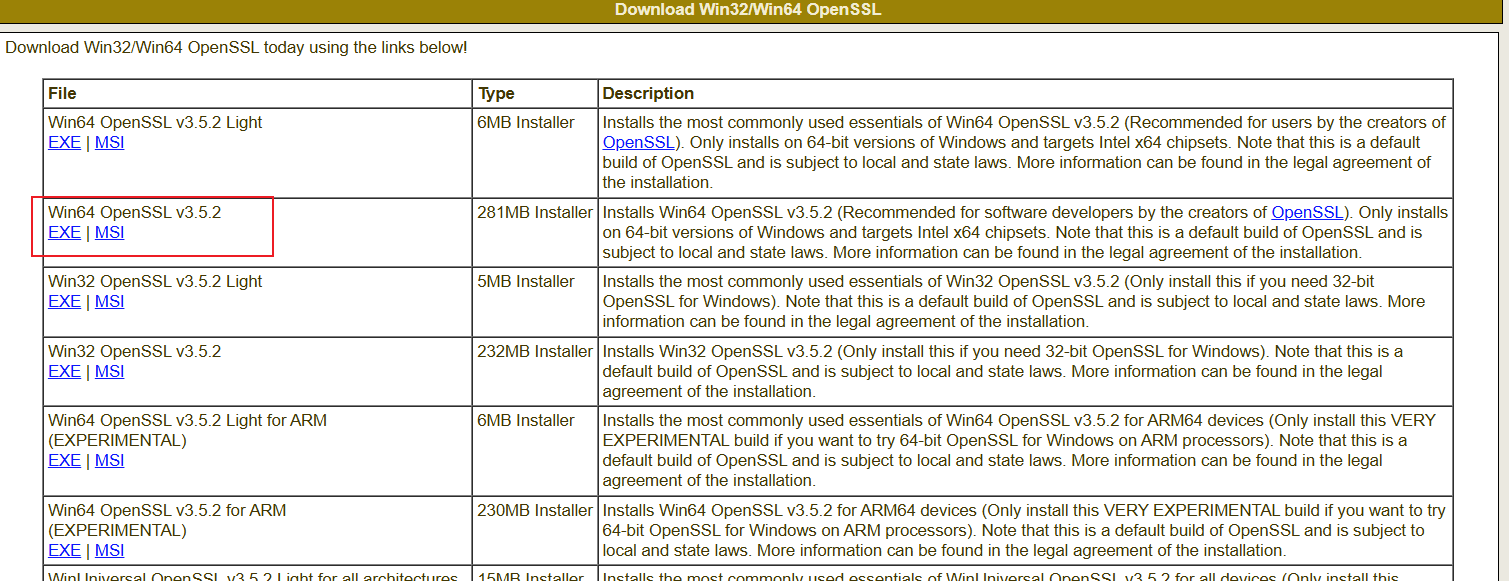 Download Win32/Win64 OpenSSL
Download Win32/Win64 OpenSSL today using the links below!
File Type Description
Win64 OpenSSL v3.5.2 Light
EXE | MSI
6MB Installer
Installs the most commonly used essentials of Win64 OpenSSL v3.5.2 (Recommended for users by the creators of
OpenSSL). Only installs on 64-bit versions of Windows and targets Intel x64 chipsets. Note that this is a default
build of OpenSSL and is subject to local and state laws. More information can be found in the legal agreement of
the installation.
Win64 OpenSSL v3.5.2
EXE | MSI
281MB Installer
Installs Win64 OpenSSL v3.5.2 (Recommended for software developers by the creators of OpenSSL). Only installs
on 64-bit versions of Windows and targets Intel x64 chipsets. Note that this is a default build of OpenSSL and is
subject to local and state laws. More information can be found in the legal agreement of the installation.
Win32 OpenSSL v3.5.2 Light
EXE | MSI
5MB Installer
Installs the most commonly used essentials of Win32 OpenSSL v3.5.2 (Only install this if you need 32-bit
OpenSSL for Windows). Note that this is a default build of OpenSSL and is subject to local and state laws. More
information can be found in the legal agreement of the installation.
Win32 OpenSSL v3.5.2
EXE | MSI
232MB Installer
Installs Win32 OpenSSL v3.5.2 (Only install this if you need 32-bit OpenSSL for Windows). Note that this is a
default build of OpenSSL and is subject to local and state laws. More information can be found in the legal
agreement of the installation.
Win64 OpenSSL v3.5.2 Light for ARM
(EXPERIMENTAL)
EXE | MSI
6MB Installer
Installs the most commonly used essentials of Win64 OpenSSL v3.5.2 for ARM64 devices (Only install this VERY
EXPERIMENTAL build if you want to try 64-bit OpenSSL for Windows on ARM processors). Note that this is a
default build of OpenSSL and is subject to local and state laws. More information can be found in the legal
agreement of the installation.
Win64 OpenSSL v3.5.2 for ARM
(EXPERIMENTAL)
EXE | MSI
230MB Installer
Installs Win64 OpenSSL v3.5.2 for ARM64 devices (Only install this VERY EXPERIMENTAL build if you want to try
64-bit OpenSSL for Windows on ARM processors). Note that this is a default build of OpenSSL and is subject to
local and state laws. More information can be found in the legal agreement of the installation.
WinUniversal OpenSSL v3.5.2 Light for all architectures
15MB Installer
Installs the most commonly used essentials of WinUniversal OpenSSL v3.5.2 for all devices (Only install this